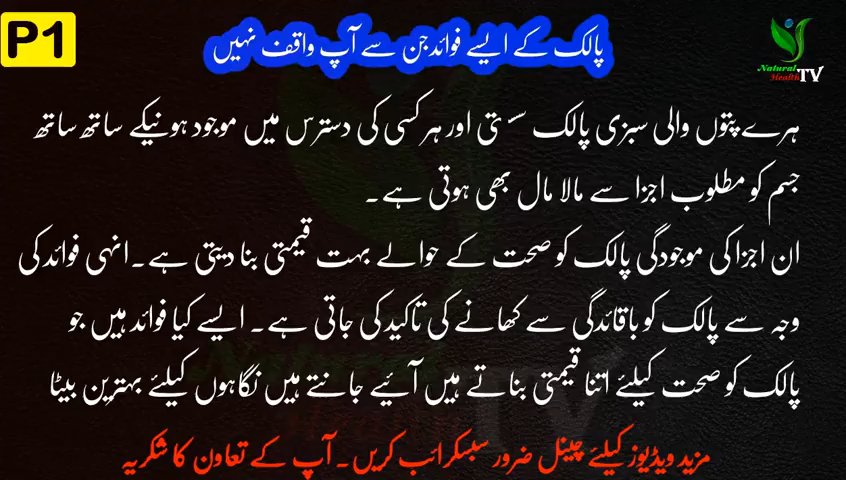 P1
پالک کے ایسے فوائد جن سے آپ واقف نہیں
Natural
Health TV
ہرے پتوں والی سبزی پالک سستی اور ہر کسی کی دسترس میں موجود ہونیکے ساتھ ساتھ
جسم کو مطلوب اجزا سے مالا مال بھی ہوتی ہے۔
ان اجزا کی موجودگی پالک کو صحت کے حوالے بہت قیمتی بنا دیتی ہے۔ انہی فوائد کی
وجہ سے پالک کو باقائدگی سے کھانے کی تاکید کی جاتی ہے۔ ایسے کیا فوائد ہیں جو
پالک کو صحت کیلئے اتنا قیمتی بناتے ہیں آئیے جانتے ہیں نگاہوں کیلئے بہترین بیٹا
Natural
Health TV
مزید ویڈیوز کیلئے چینل ضرور سبسکرائب کریں۔ آپ کے تعاون کا شکریہ